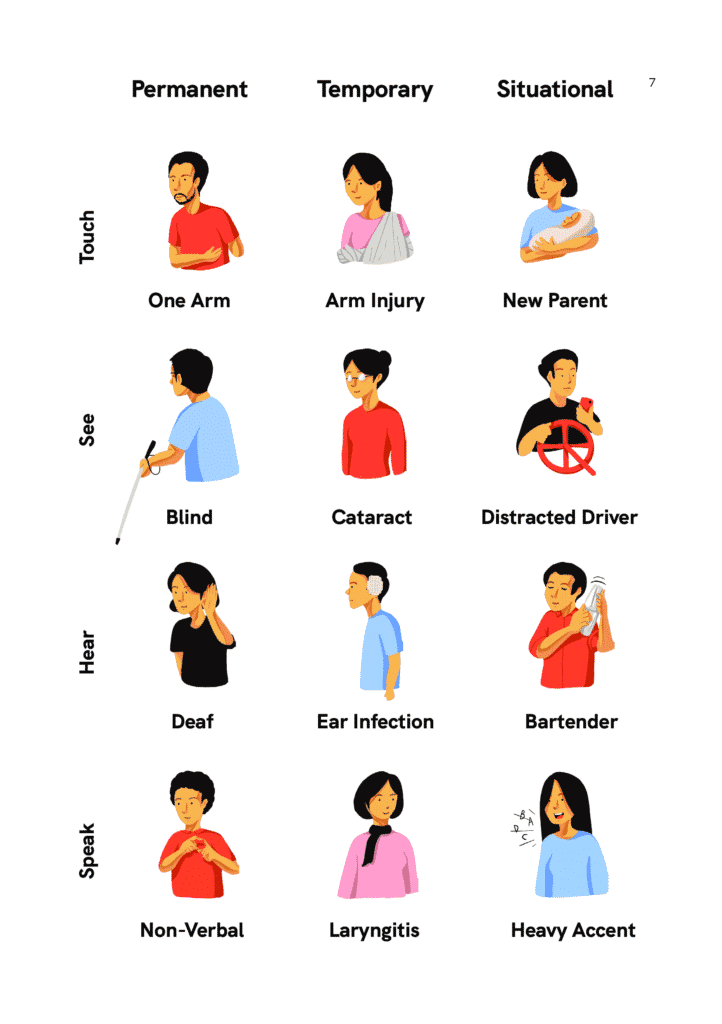 Permanent Temporary Situational 7
Touch
One Arm Arm Injury New Parent
See
Blind Cataract Distracted Driver
Hear
Deaf Ear Infection Bartender
Speak
B
A
D
C
Non-Verbal Laryngitis Heavy Accent